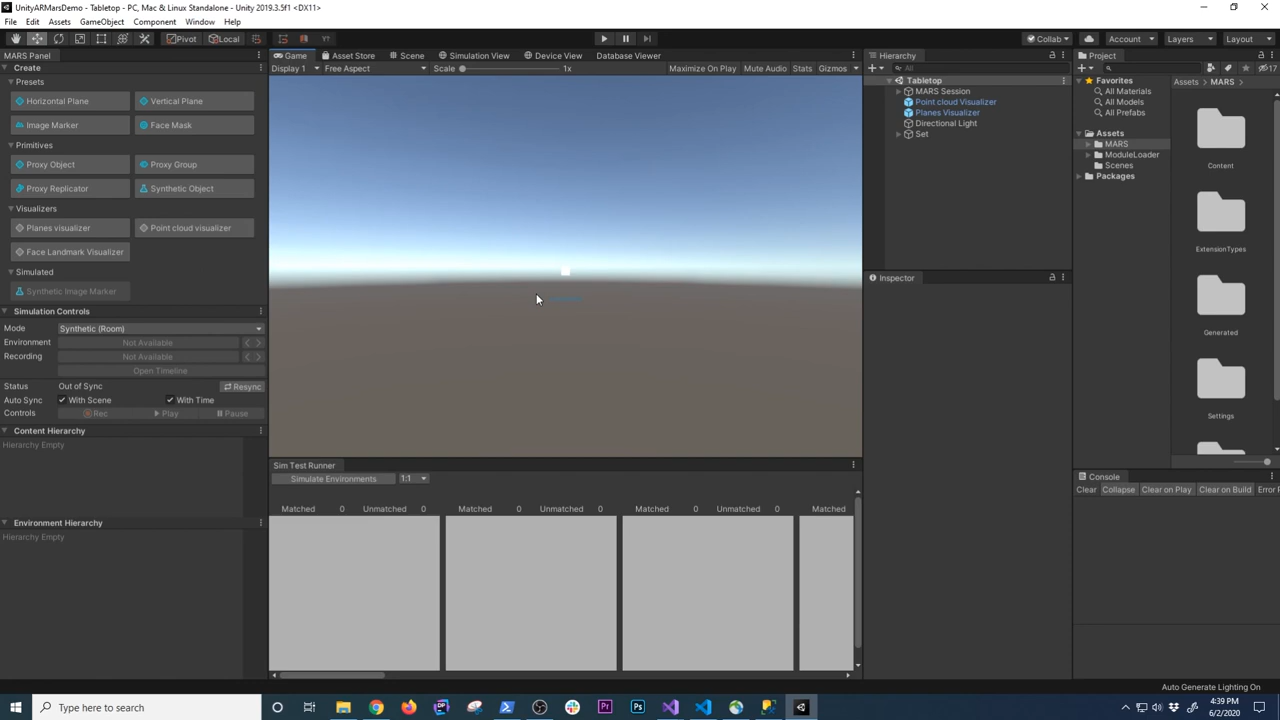 UnityARMarsDemo - Tabletop - PC, Mac & Linux Standalone - Unity 2019.3.5f1 <DX11>
File Edit Assets GameObject Component Window Help
Pivot Local Collab Account Layers Layout
MARS Panel
Create
Presets
Horizontal Plane Vertical Plane
Image Marker Face Mask
Primitives
Proxy Object Proxy Group
Proxy Replicator Synthetic Object
Visualizers
Planes visualizer Point cloud visualizer
Face Landmark Visualizer
Simulated
Synthetic Image Marker
Simulation Controls
Mode Synthetic (Room)
Environment Not Available
Recording Not Available
Open Timeline
Status Out of Sync Resync
Auto Sync With Scene With Time
Controls Rec Play Pause
Content Hierarchy
Hierarchy Empty
Environment Hierarchy
Hierarchy Empty
Game Asset Store Scene Simulation View Device View Database Viewer
Display 1 Free Aspect Scale 1x Maximize On Play Mute Audio Stats Gizmos
Sim Test Runner
Simulate Environments 1:1
Matched 0 Unmatched 0 Matched 0 Unmatched 0 Matched 0 Unmatched 0 Matched
Hierarchy
All
Tabletop
MARS Session
Point cloud Visualizer
Planes Visualizer
Directional Light
Set
Inspector
Project
17
Favorites
All Materials
All Models
All Prefabs
Assets
MARS
ModuleLoader
Scenes
Packages
Assets > MARS >
Content
ExtensionTypes
Generated
Settings
Console
Clear Collapse Clear on Play Clear on Build Error P
Auto Generate Lighting On
Type here to search
4:39 PM
6/2/2020